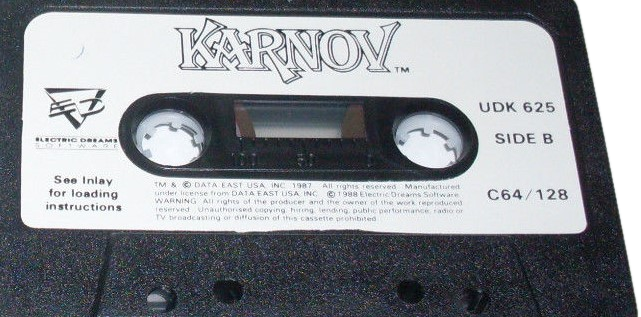 KARNOV™
UDK 625
SIDE B
ELECTRIC DREAMS
SOFTWARE
See Inlay
for loading
instructions
C64/128
TM & © DATA EAST USA, INC. 1987. All rights reserved. Manufactured
under license from DATA EAST USA, INC. © 1988 Electric Dreams Software.
WARNING: All rights of the producer and the owner of the work reproduced
reserved. Unauthorised copying, hiring, lending, public performance, radio or
TV broadcasting or diffusion of this cassette prohibited.